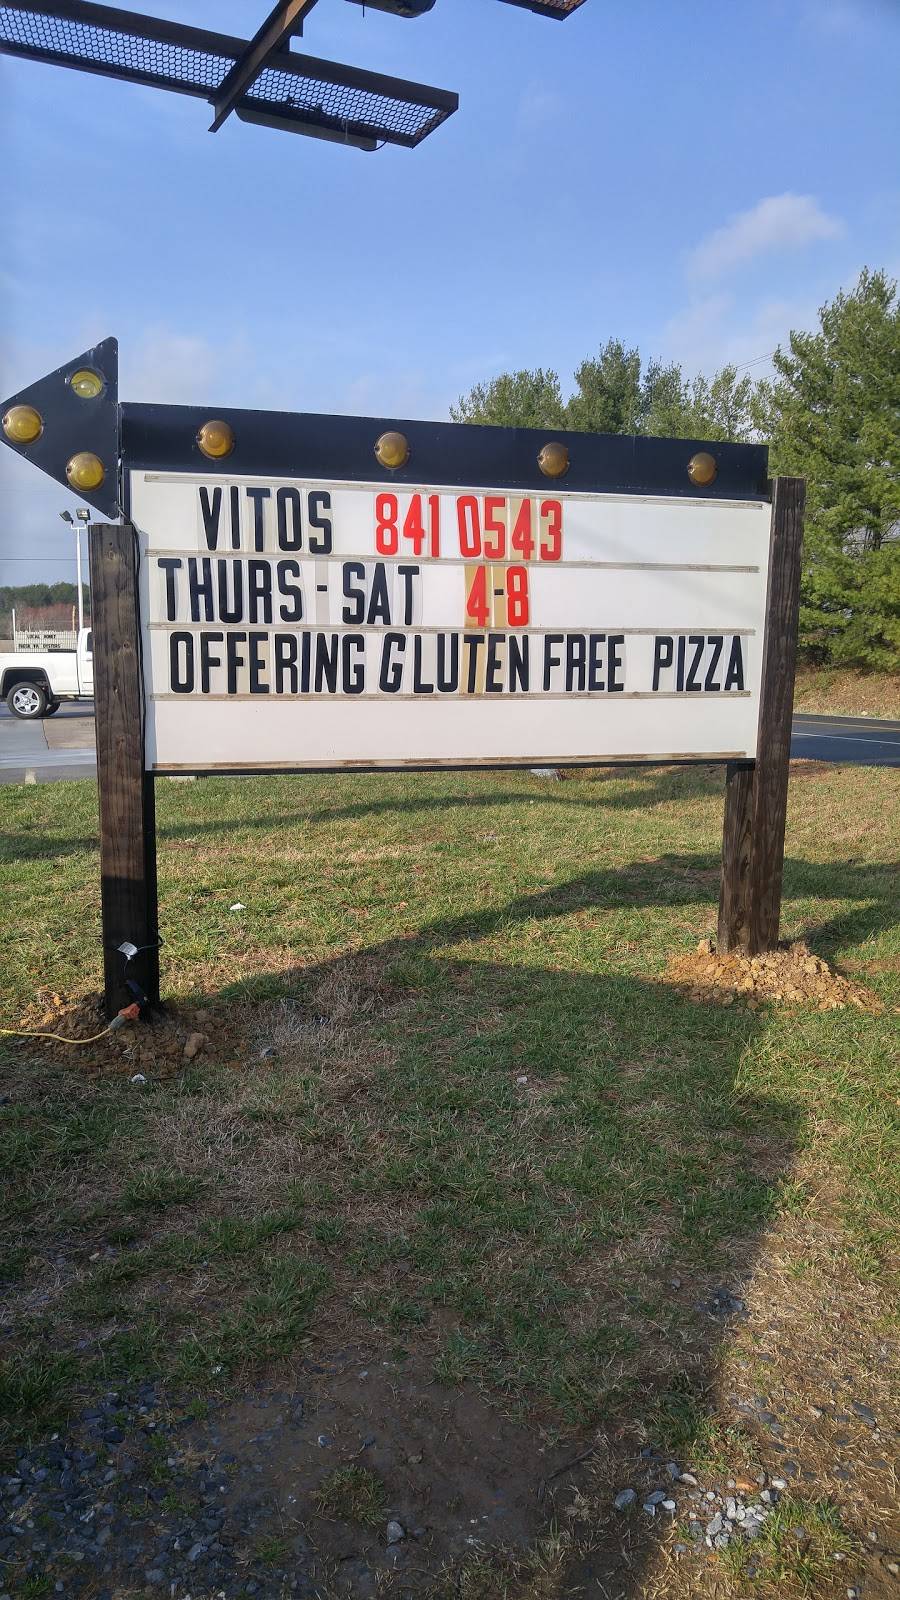 VITOS 841 0543
THURS - SAT 4-8
OFFERING GLUTEN FREE PIZZA